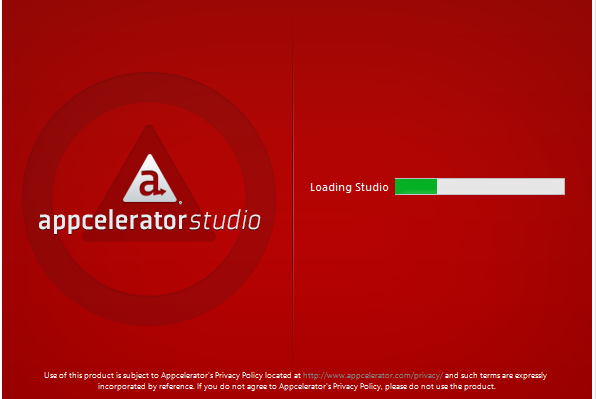 a
appcelerator studio
Loading Studio
Use of this product is subject to Appcelerator's Privacy Policy located at http://www.appcelerator.com/privacy/ and such terms are expressly
incorporated by reference. If you do not agree to Appcelerator's Privacy Policy, please do not use the product.